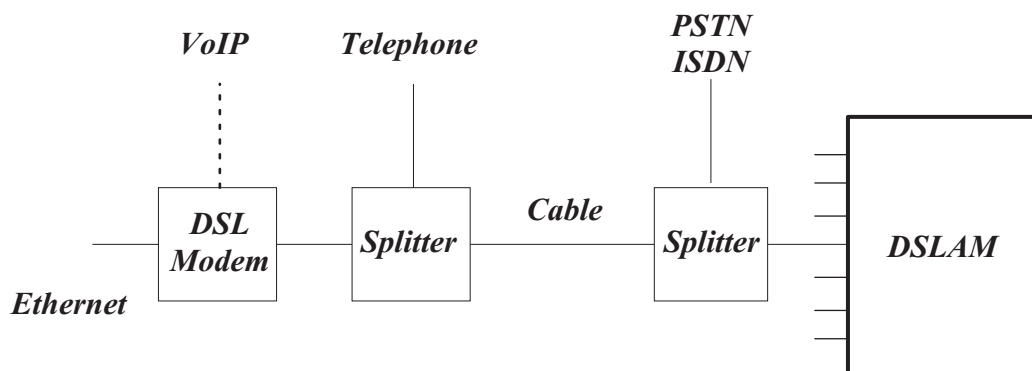 VoIP
Telephone
PSTN
ISDN
DSL
Modem
Splitter
Cable
Splitter
DSLAM
Ethernet